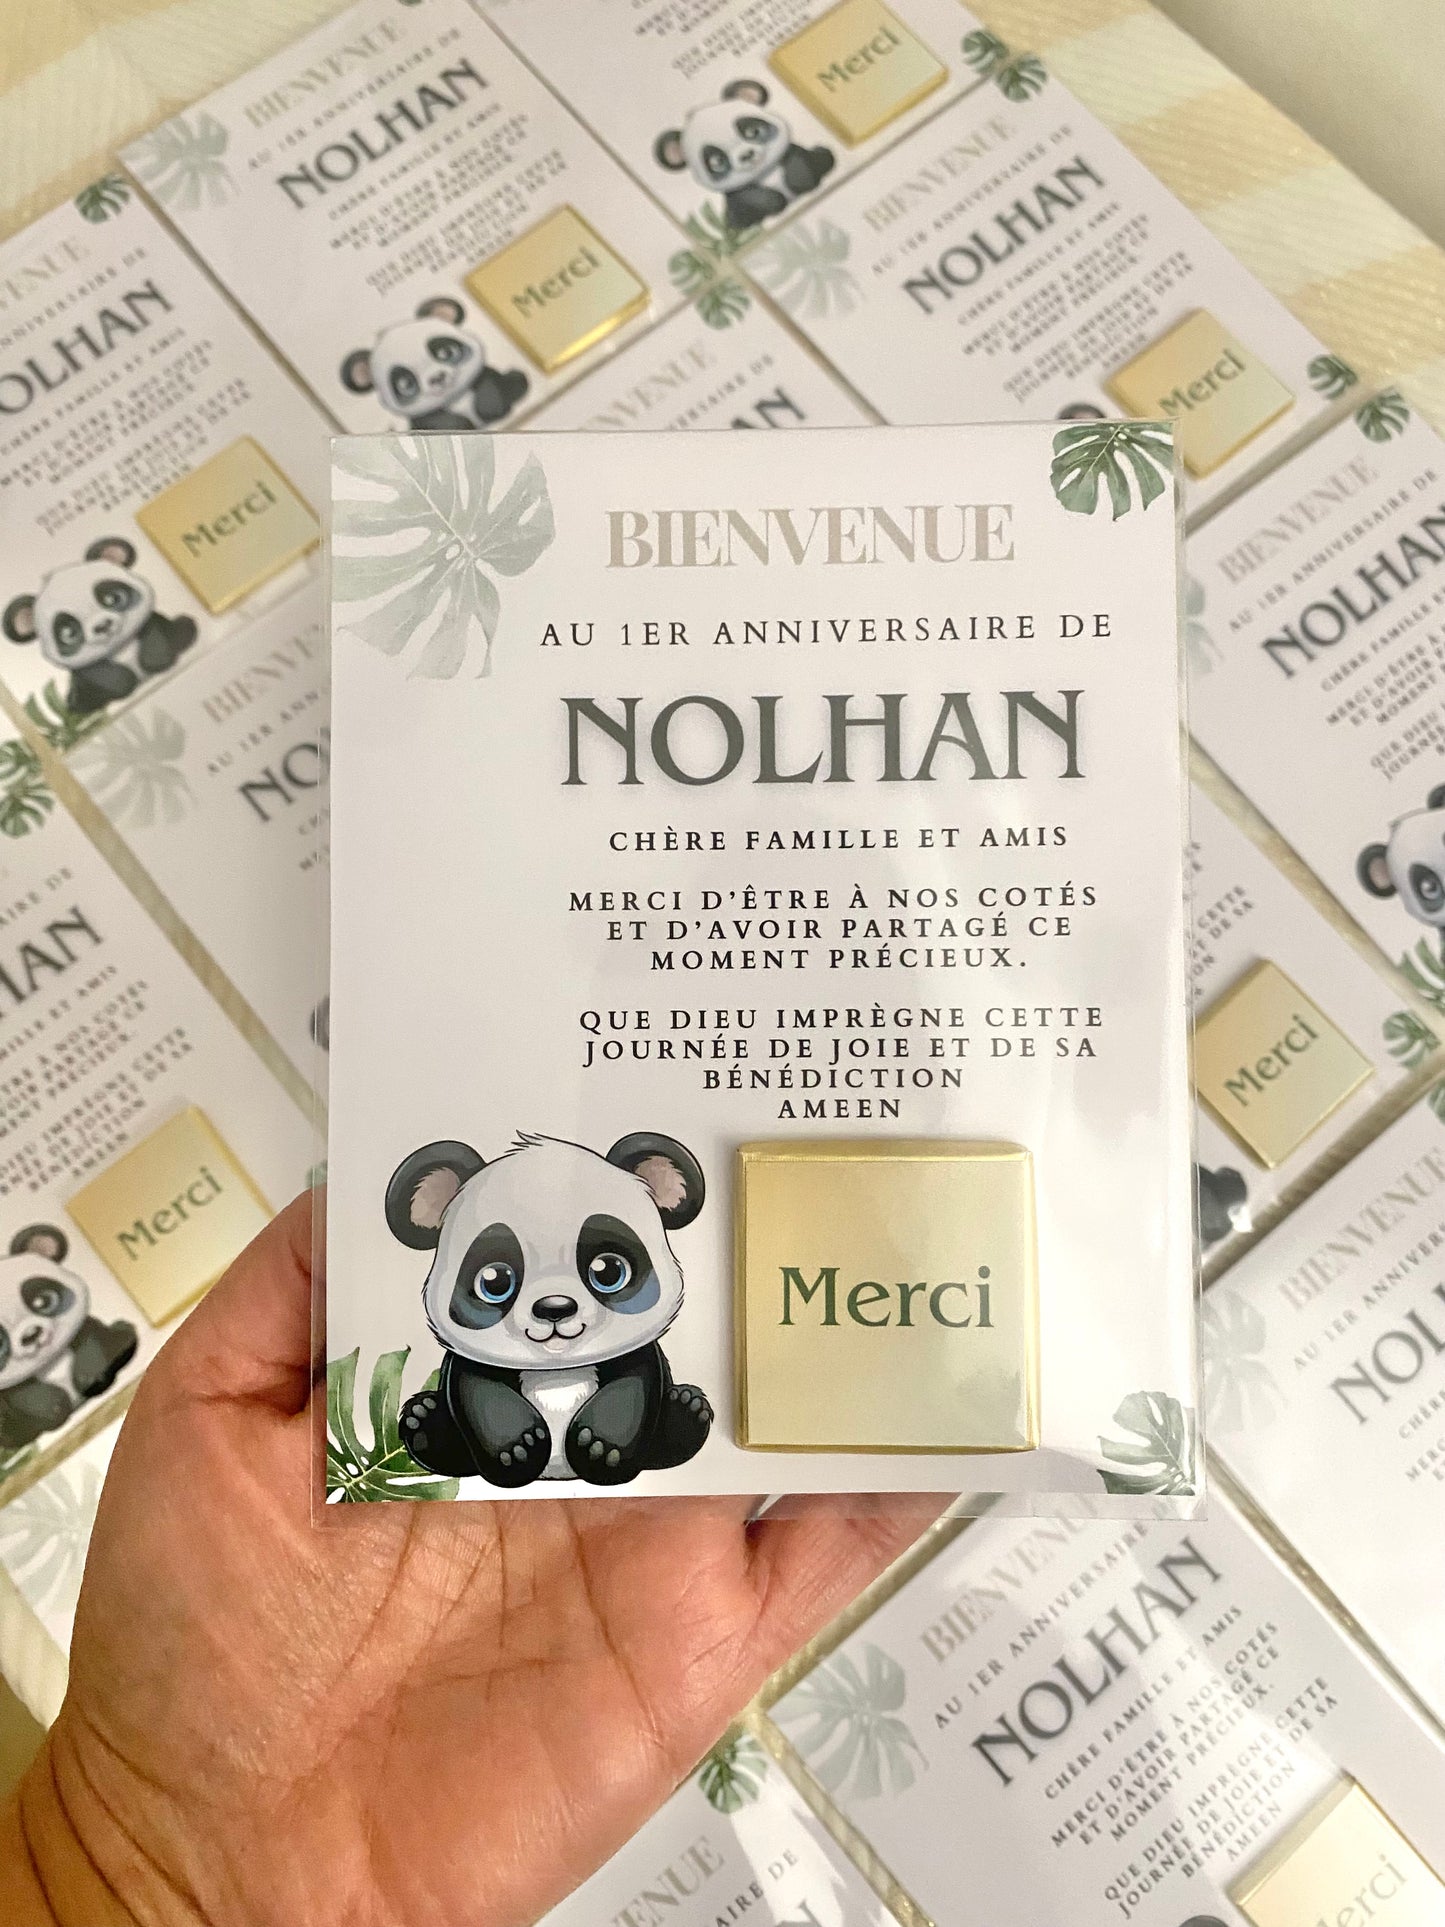 BIENVENUE
AU 1ER ANNIVERSAIRE DE
NOLHAN
CHÈRE FAMILLE ET AMIS
MERCI D'ÊTRE À NOS COTÉS
ET D'AVOIR PARTAGÉ CE
MOMENT PRÉCIEUX.
QUE DIEU IMPRÈGNE CETTE
JOURNÉE DE JOIE ET DE SA
BÉNÉDICTION
AMEEN
Merci